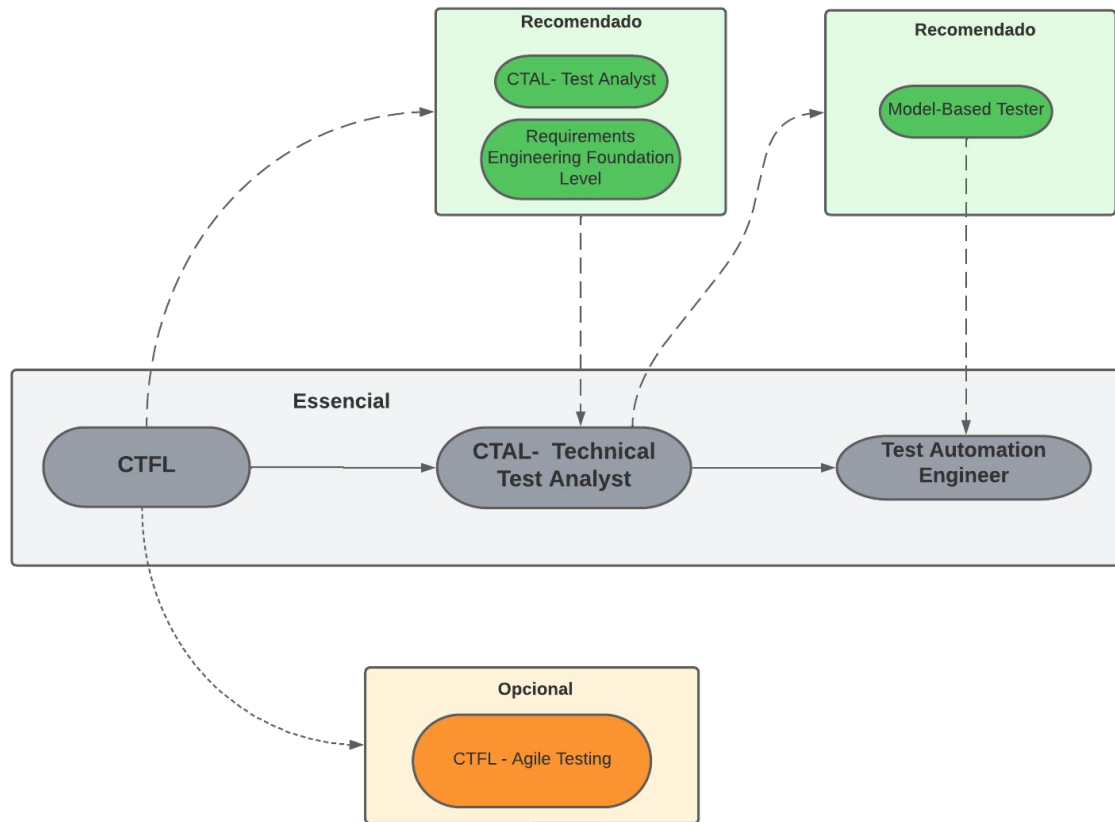 Recomendado
CTAL- Test Analyst
Requirements
Engineering Foundation
Level
Recomendado
Model-Based Tester
Essencial
CTFL
CTAL-  Technical
Test Analyst
Test Automation
Engineer
Opcional
CTFL - Agile Testing